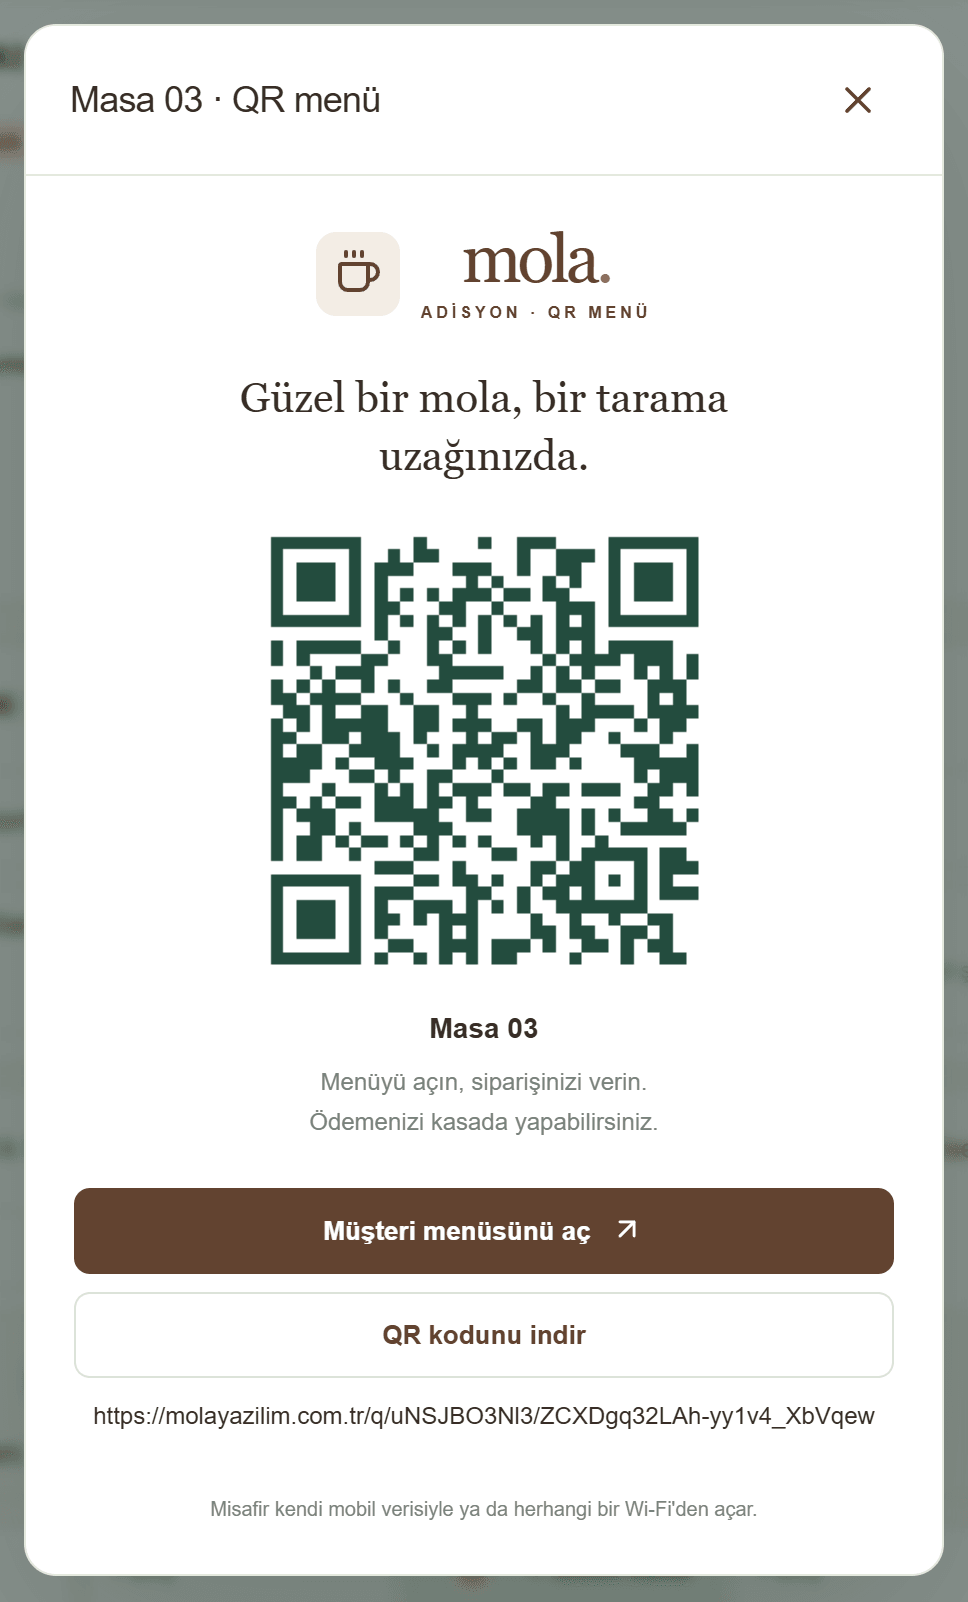 Masa 03 · QR menü
mola.
ADİSYON · QR MENÜ
Güzel bir mola, bir tarama
uzağınızda.
Masa 03
Menüyü açın, siparişinizi verin.
Ödemenizi kasada yapabilirsiniz.
Müşteri menüsünü aç
QR kodunu indir
https://molayazilim.com.tr/q/uNSJBO3NI3/ZCXDgq32LAh-yy1v4_XbVqew
Misafir kendi mobil verisiyle ya da herhangi bir Wi-Fi'den açar.